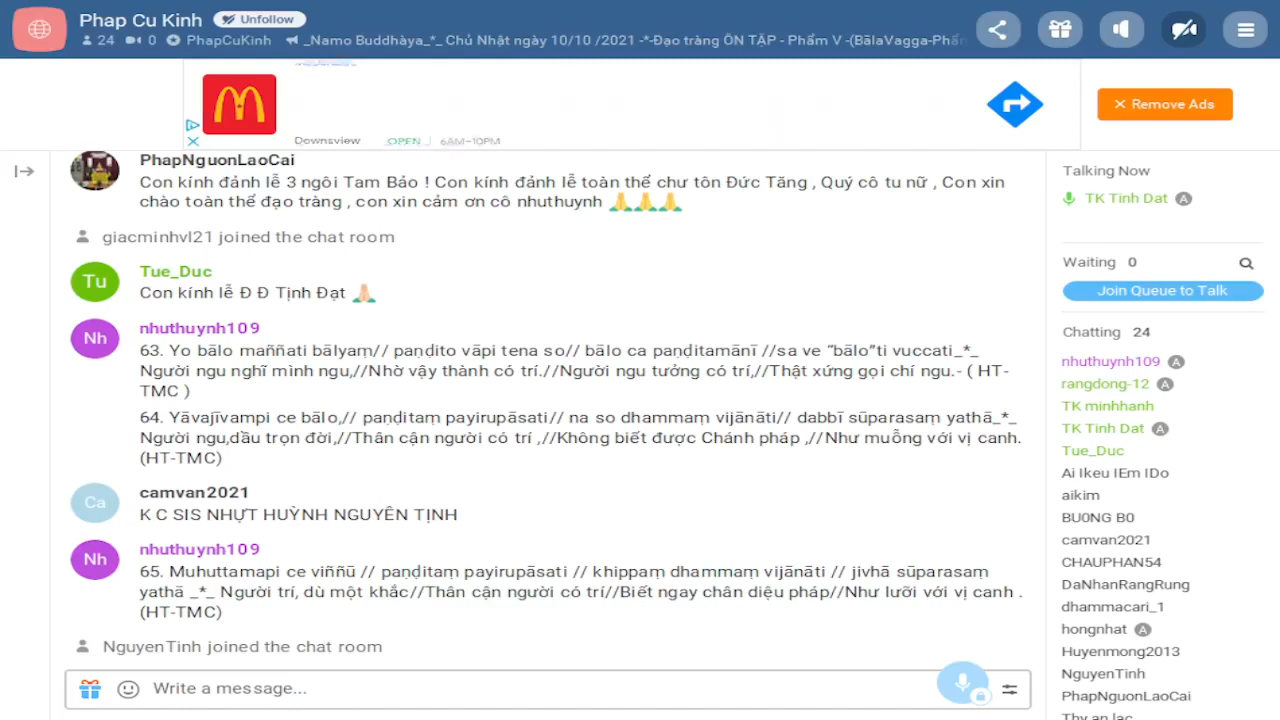 Phap Cu Kinh Unfollow
24 0 PhapCuKinh _Namo Buddhàya_*_ Chủ Nhật ngày 10/10 /2021 -*-Đạo tràng ÔN TẬP - Phẩm V -(BālaVagga-Phẩm
Downsview OPEN 6AM–10PM
Remove Ads
PhapNguonLaoCai
Con kính đảnh lễ 3 ngôi Tam Bảo ! Con kính đảnh lễ toàn thể chư tôn Đức Tăng , Quý cô tu nữ , Con xin
chào toàn thể đạo tràng , con xin cảm ơn cô nhuthuynh 🙏🙏🙏
giacminhvl21 joined the chat room
Tu
Tue_Duc
Con kính lễ Đ Đ Tịnh Đạt 🙏🏻
Nh
nhuthuynh109
63. Yo bālo maññati bālyaṃ// paṇḍito vāpi tena so// bālo ca paṇḍitamānī //sa ve “bālo”ti vuccati_*_
Người ngu nghĩ mình ngu,//Nhờ vậy thành có trí.//Người ngu tưởng có trí,//Thật xứng gọi chí ngu.- ( HT-
TMC )
64. Yāvajīvampi ce bālo,// paṇḍitaṃ payirupāsati// na so dhammaṃ vijānāti// dabbī sūparasaṃ yathā_*_
Người ngu,dầu trọn đời,//Thân cận người có trí ,//Không biết được Chánh pháp ,//Như muỗng với vị canh.
(HT-TMC)
Ca
camvan2021
K C SIS NHỰT HUỲNH NGUYÊN TỊNH
Nh
nhuthuynh109
65. Muhuttamapi ce viññū // paṇḍitaṃ payirupāsati // khippaṃ dhammaṃ vijānāti // jivhā sūparasaṃ
yathā _*_ Người trí, dù một khắc//Thân cận người có trí//Biết ngay chân diệu pháp//Như lưỡi với vị canh .
(HT-TMC)
NguyenTinh joined the chat room
Write a message...
Talking Now
TK Tinh Dat A
Waiting 0
Join Queue to Talk
Chatting 24
nhuthuynh109 A
rangdong-12 A
TK minhhanh
TK Tinh Dat A
Tue_Duc
Ai Ikeu IEm IDo
aikim
BU0NG B0
camvan2021
CHAUPHAN54
DaNhanRangRung
dhammacari_1
hongnhat A
Huyenmong2013
NguyenTinh
PhapNguonLaoCai
Thy an lac